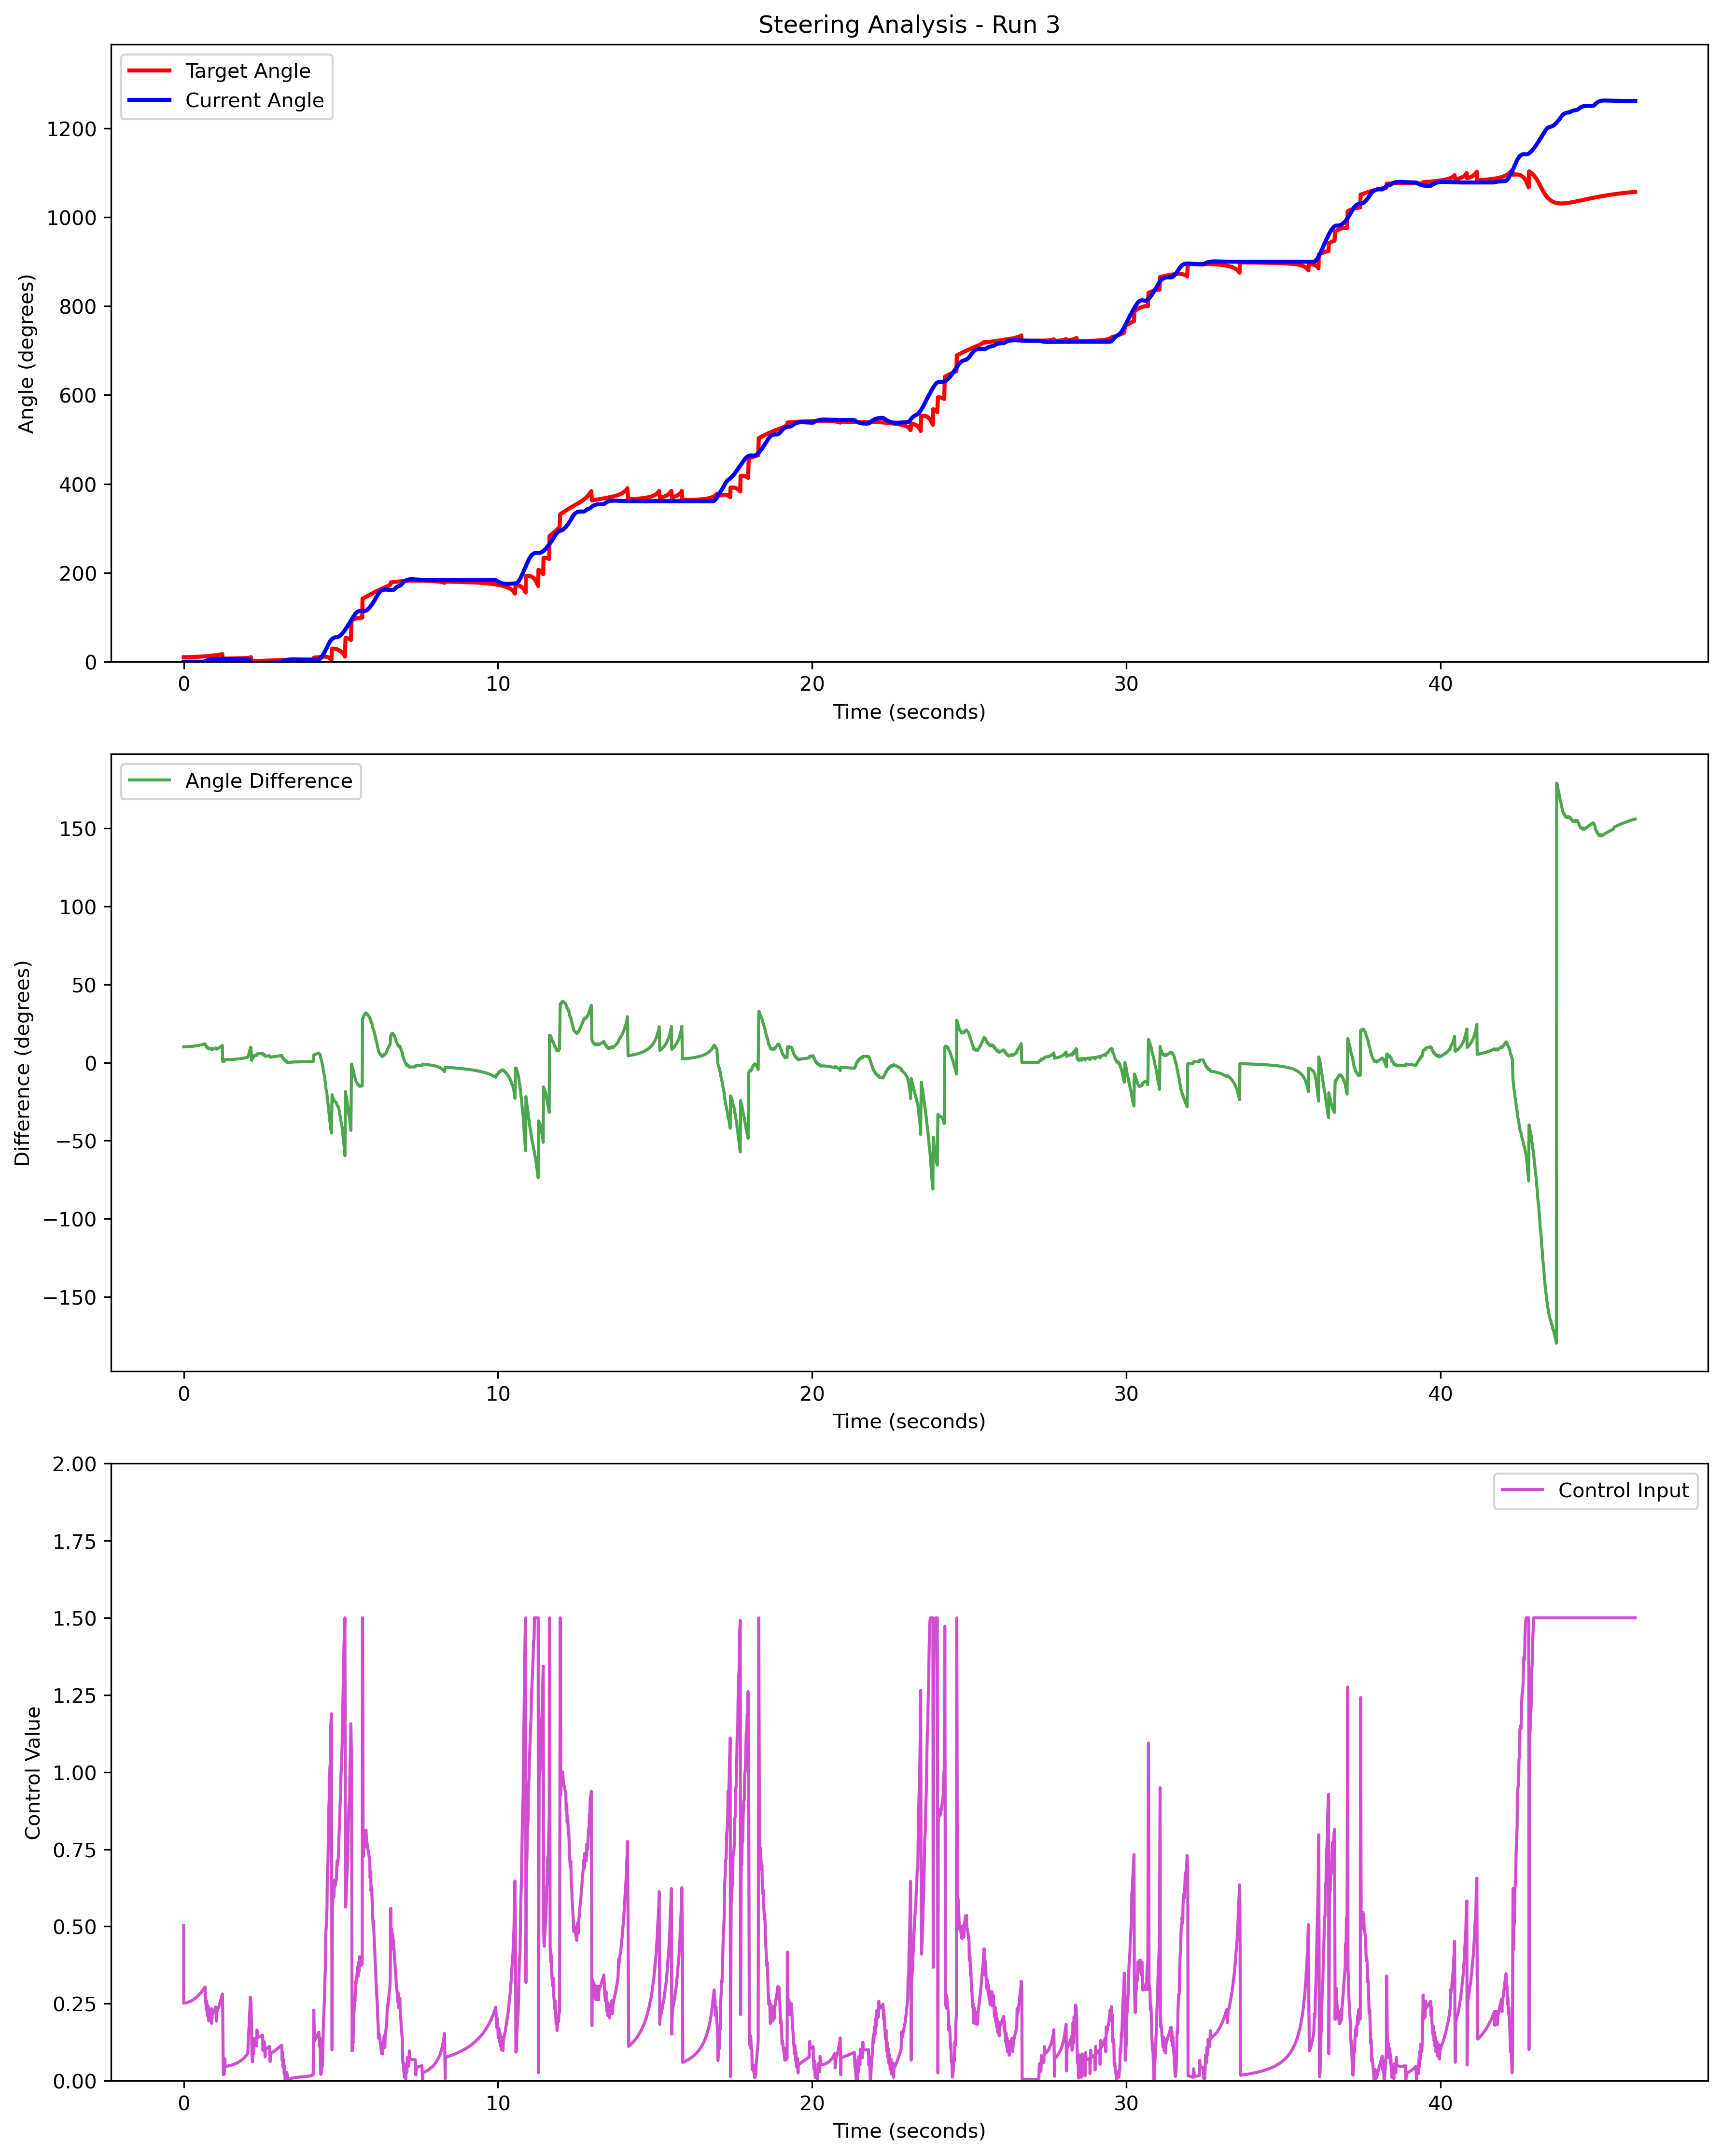 Steering Analysis - Run 3
Target Angle
Current Angle
Angle (degrees)
1200
1000
800
600
400
200
0
0 10 20 30 40
Time (seconds)
Angle Difference
Difference (degrees)
150
100
50
0
−50
−100
−150
0 10 20 30 40
Time (seconds)
Control Input
Control Value
2.00
1.75
1.50
1.25
1.00
0.75
0.50
0.25
0.00
0 10 20 30 40
Time (seconds)